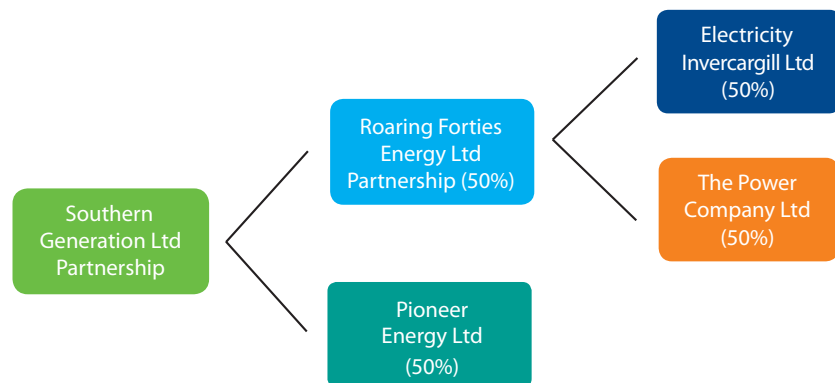 Southern
Generation Ltd
Partnership
Roaring Forties
Energy Ltd
Partnership (50%)
Pioneer
Energy Ltd
(50%)
Electricity
Invercargill Ltd
(50%)
The Power
Company Ltd
(50%)